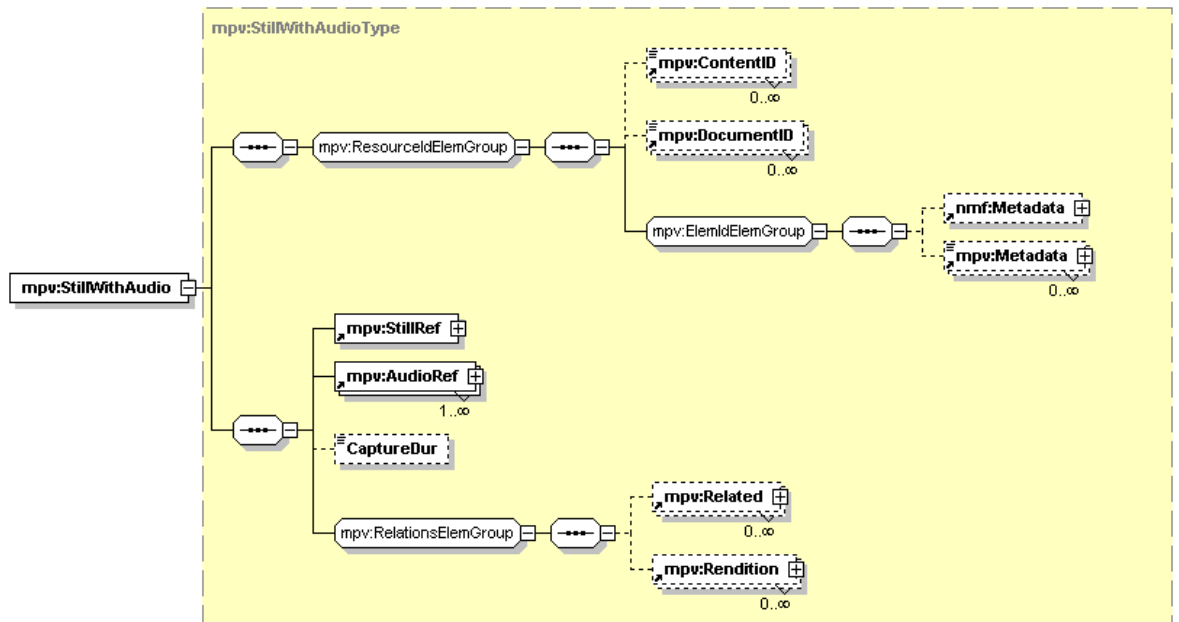 mpv:StillWithAudioType
mpv:ContentID
0..∞
mpv:DocumentID
0..∞
mpv:ResourceIdElemGroup
nmf:Metadata
mpv:ElemIdElemGroup
mpv:Metadata
0..∞
mpv:StillWithAudio
mpv:StillRef
mpv:AudioRef
1..∞
CaptureDur
mpv:Related
0..∞
mpv:RelationsElemGroup
mpv:Rendition
0..∞